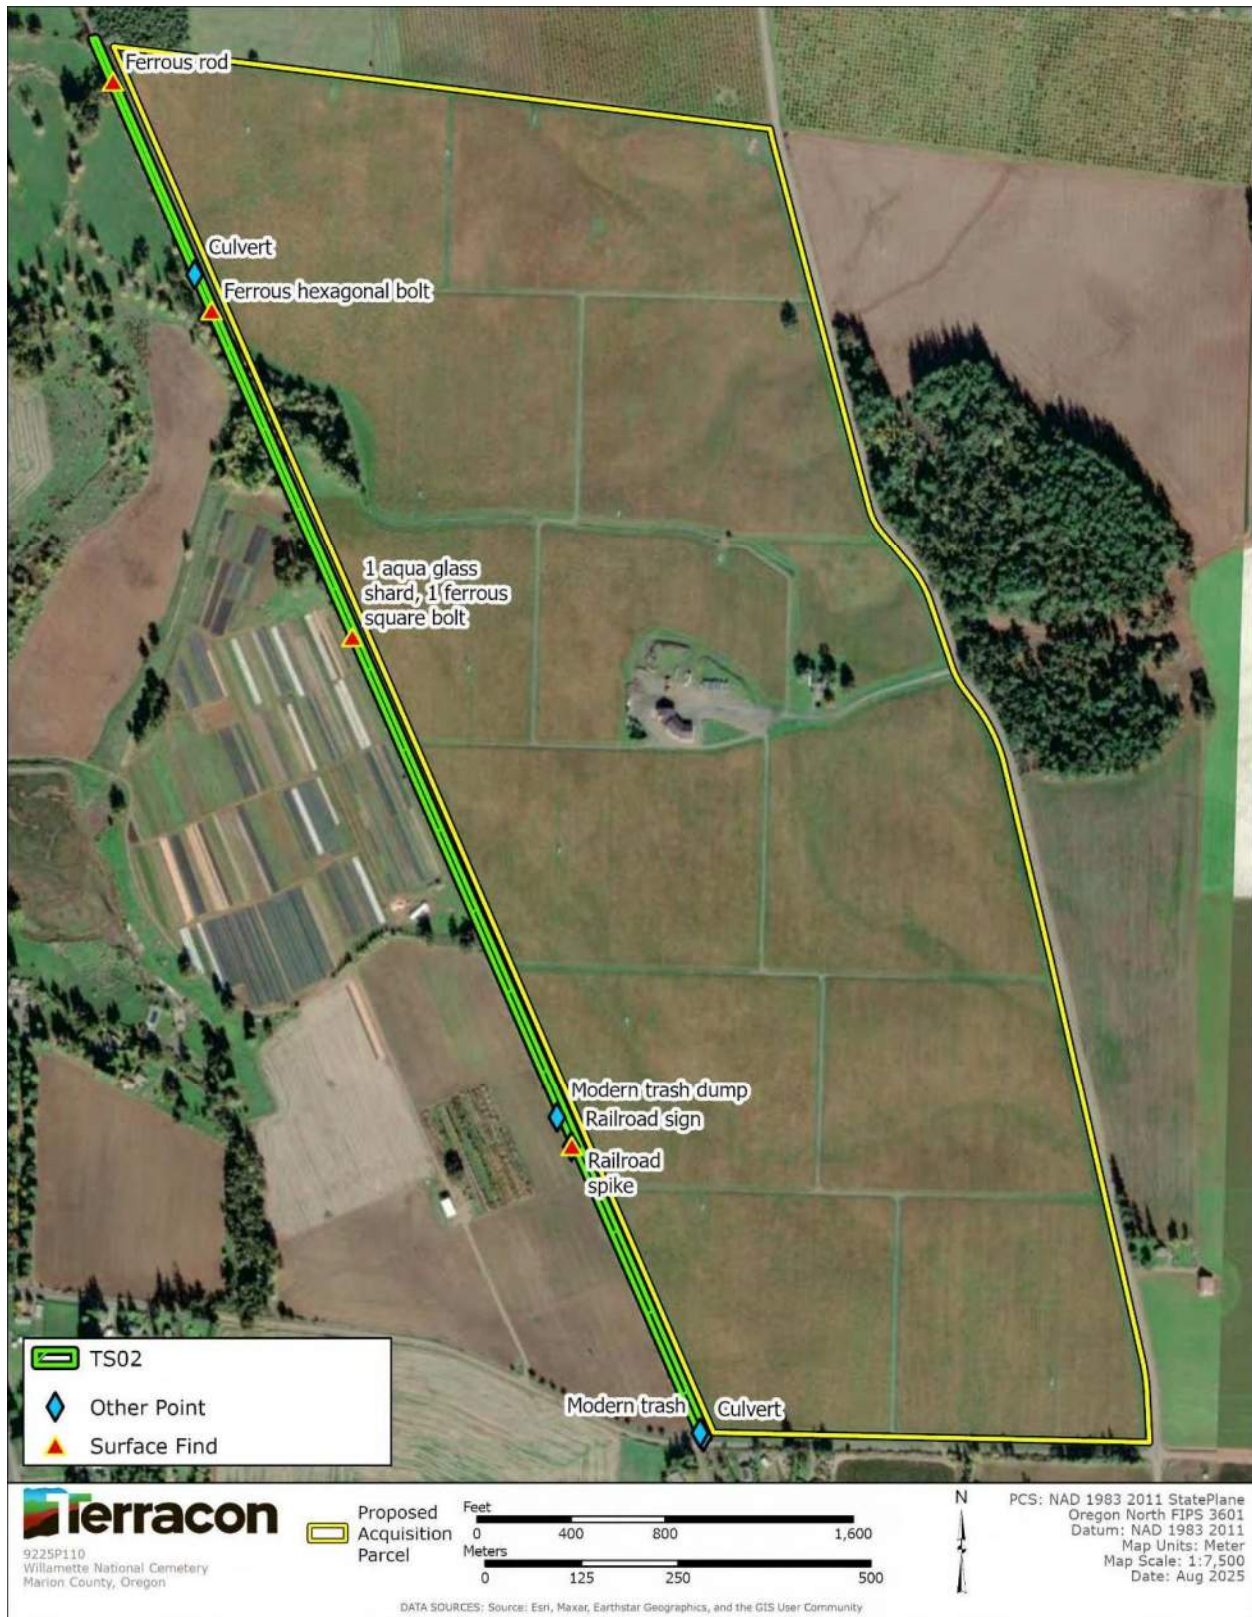 Ferrous rod
Culvert
Ferrous hexagonal bolt
1 aqua glass
shard, 1 ferrous
square bolt
Modern trash dump
Railroad sign
Railroad
spike
Modern trash
Culvert
TS02
Other Point
Surface Find
Terracon
9225P110
Willamette National Cemetery
Marion County, Oregon
Proposed
Acquisition
Parcel
Feet
0 400 800 1,600
Meters
0 125 250 500
N
PCS: NAD 1983 2011 StatePlane
Oregon North FIPS 3601
Datum: NAD 1983 2011
Map Units: Meter
Map Scale: 1:7,500
Date: Aug 2025
DATA SOURCES: Source: Esri, Maxar, Earthstar Geographics, and the GIS User Community